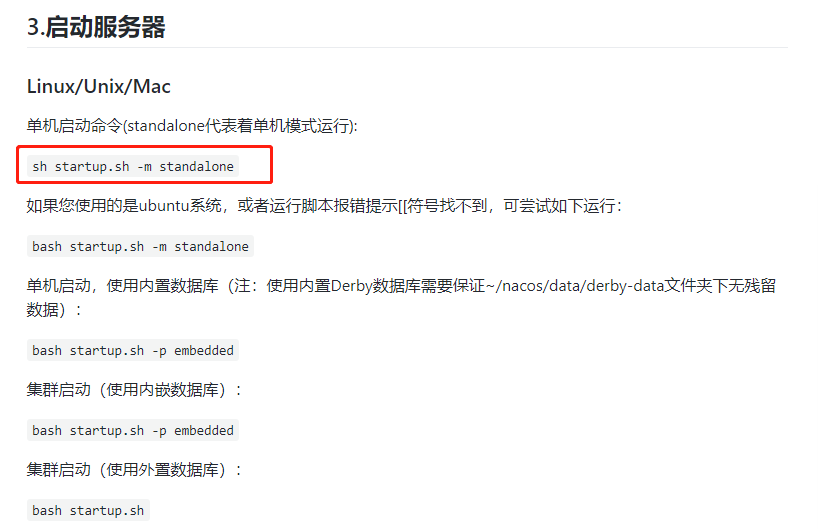 3.启动服务器
Linux/Unix/Mac
单机启动命令(standalone代表着单机模式运行):
sh startup.sh -m standalone
如果您使用的是ubuntu系统，或者运行脚本报错提示[[符号找不到，可尝试如下运行：
bash startup.sh -m standalone
单机启动，使用内置数据库（注：使用内置Derby数据库需要保证~/nacos/data/derby-data文件夹下无残留
数据）：
bash startup.sh -p embedded
集群启动（使用内嵌数据库）：
bash startup.sh -p embedded
集群启动（使用外置数据库）：
bash startup.sh